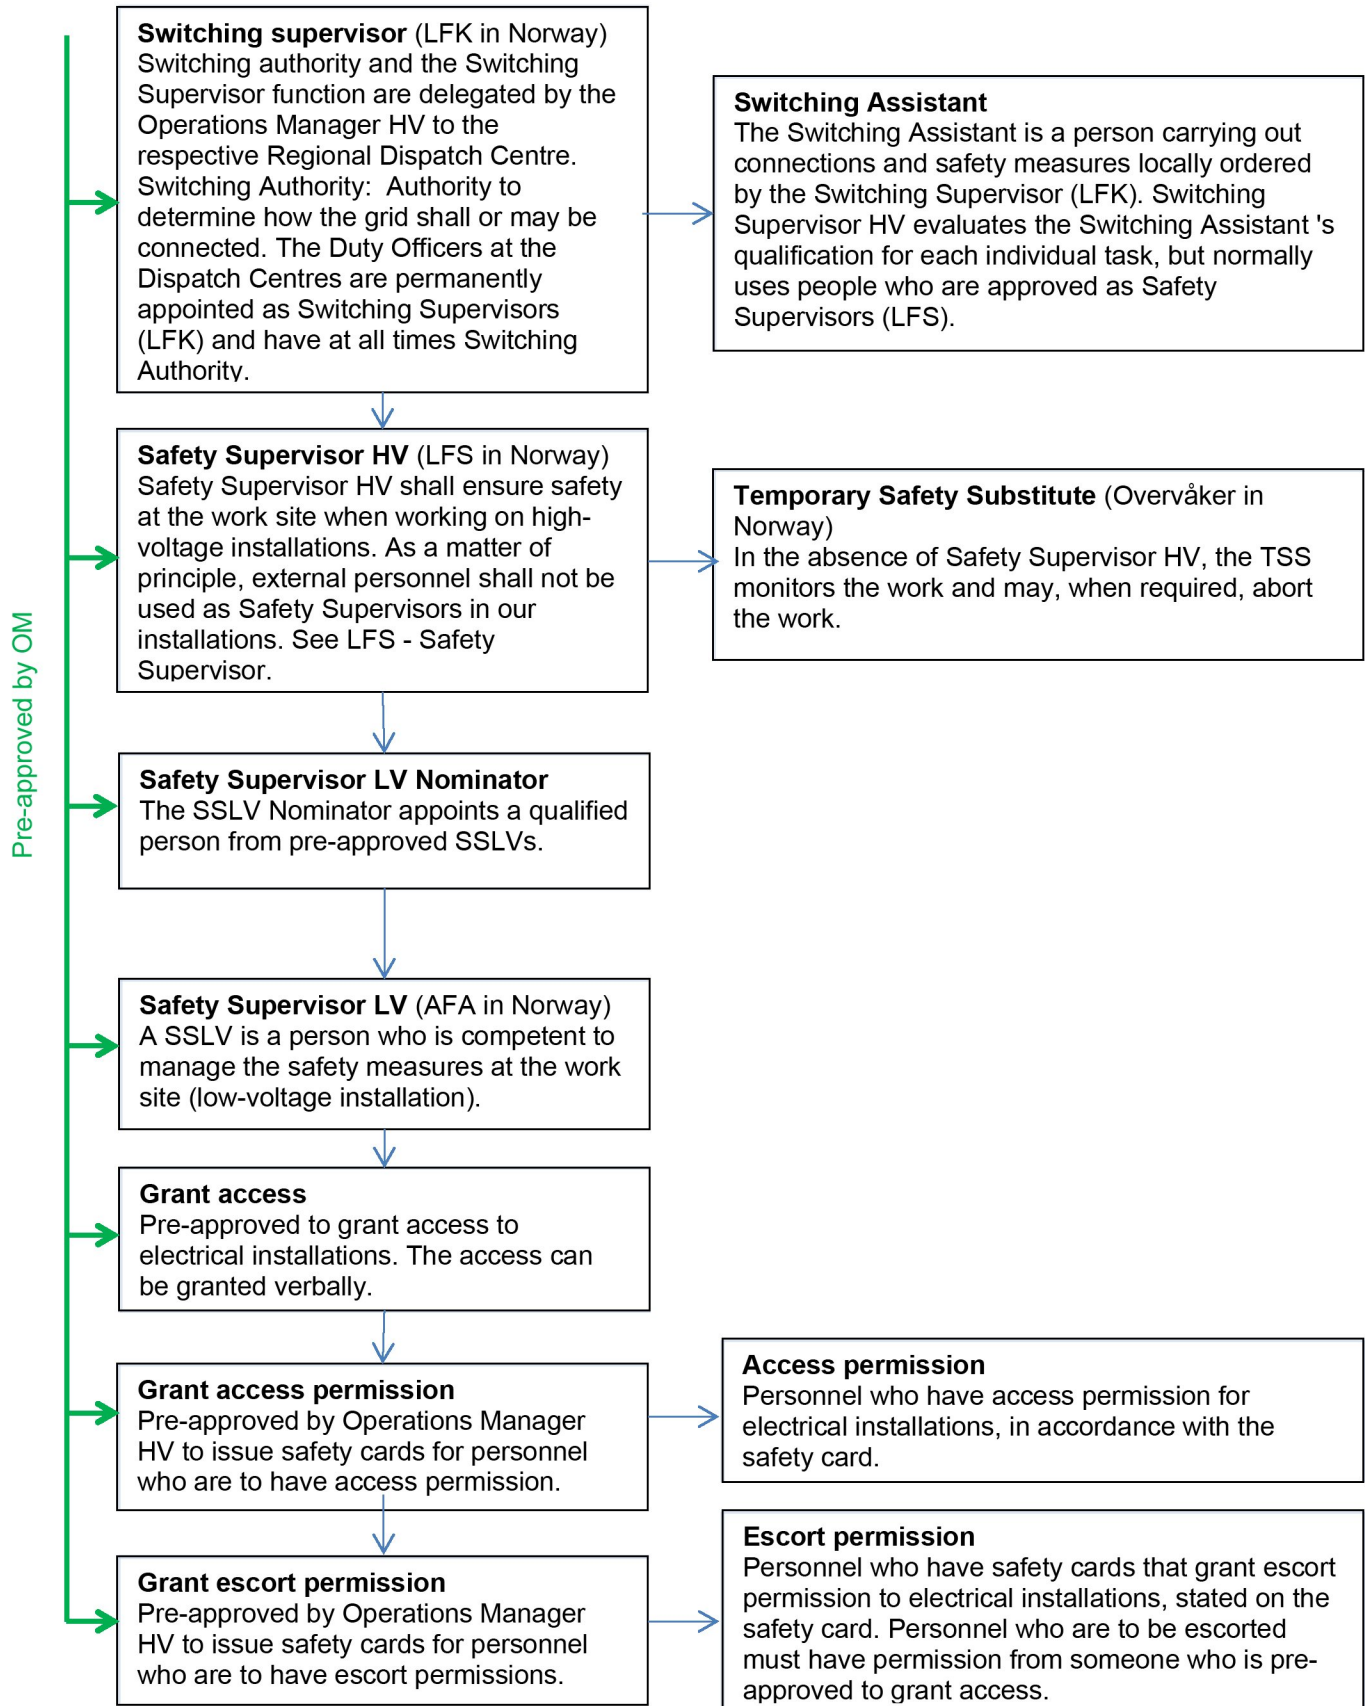 Switching supervisor (LFK in Norway)
Switching authority and the Switching
Supervisor function are delegated by the
Operations Manager HV to the
respective Regional Dispatch Centre.
Switching Authority:  Authority to
determine how the grid shall or may be
connected. The Duty Officers at the
Dispatch Centres are permanently
appointed as Switching Supervisors
(LFK) and have at all times Switching
Authority.
Switching Assistant
The Switching Assistant is a person carrying out
connections and safety measures locally ordered
by the Switching Supervisor (LFK). Switching
Supervisor HV evaluates the Switching Assistant 's
qualification for each individual task, but normally
uses people who are approved as Safety
Supervisors (LFS).
Safety Supervisor HV (LFS in Norway)
Safety Supervisor HV shall ensure safety
at the work site when working on high-
voltage installations. As a matter of
principle, external personnel shall not be
used as Safety Supervisors in our
installations. See LFS - Safety
Supervisor.
Temporary Safety Substitute (Overvåker in
Norway)
In the absence of Safety Supervisor HV, the TSS
monitors the work and may, when required, abort
the work.
Pre-approved by OM
Safety Supervisor LV Nominator
The SSLV Nominator appoints a qualified
person from pre-approved SSLVs.
Safety Supervisor LV (AFA in Norway)
A SSLV is a person who is competent to
manage the safety measures at the work
site (low-voltage installation).
Grant access
Pre-approved to grant access to
electrical installations. The access can
be granted verbally.
Grant access permission
Pre-approved by Operations Manager
HV to issue safety cards for personnel
who are to have access permission.
Access permission
Personnel who have access permission for
electrical installations, in accordance with the
safety card.
Grant escort permission
Pre-approved by Operations Manager
HV to issue safety cards for personnel
who are to have escort permissions.
Escort permission
Personnel who have safety cards that grant escort
permission to electrical installations, stated on the
safety card. Personnel who are to be escorted
must have permission from someone who is pre-
approved to grant access.